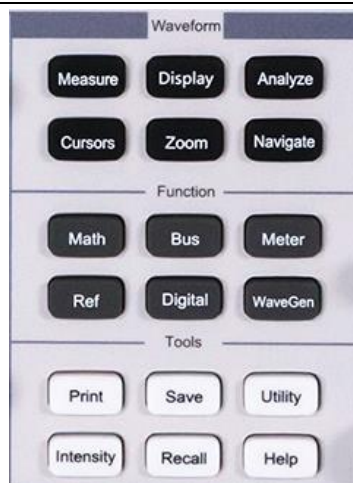 Waveform
Measure Display Analyze
Cursors Zoom Navigate
Function
Math Bus Meter
Ref Digital WaveGen
Tools
Print Save Utility
Intensity Recall Help